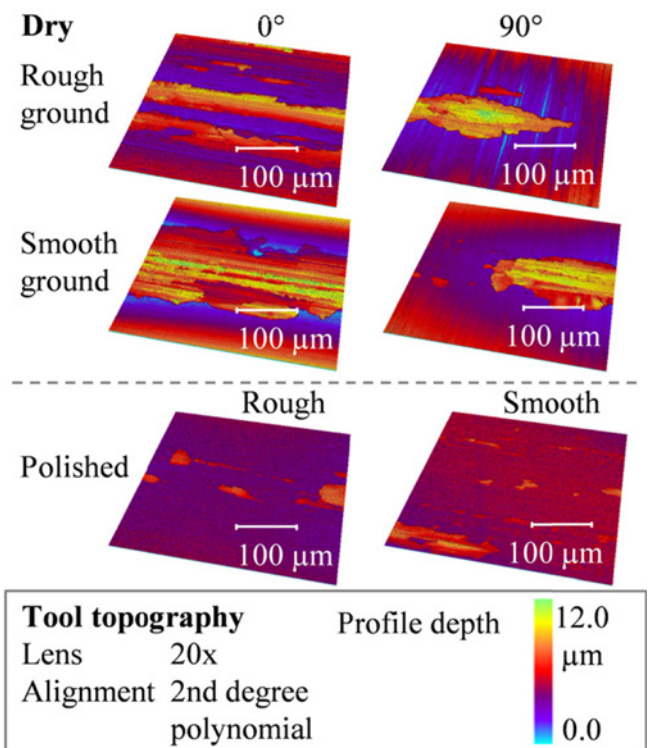 Dry 0° 90°
Rough
ground
100 µm 100 µm
Smooth
ground
100 µm 100 µm
Rough Smooth
Polished
100 µm 100 µm
Tool topography
Lens 20x
Alignment 2nd degree
polynomial
Profile depth
12.0
µm
0.0